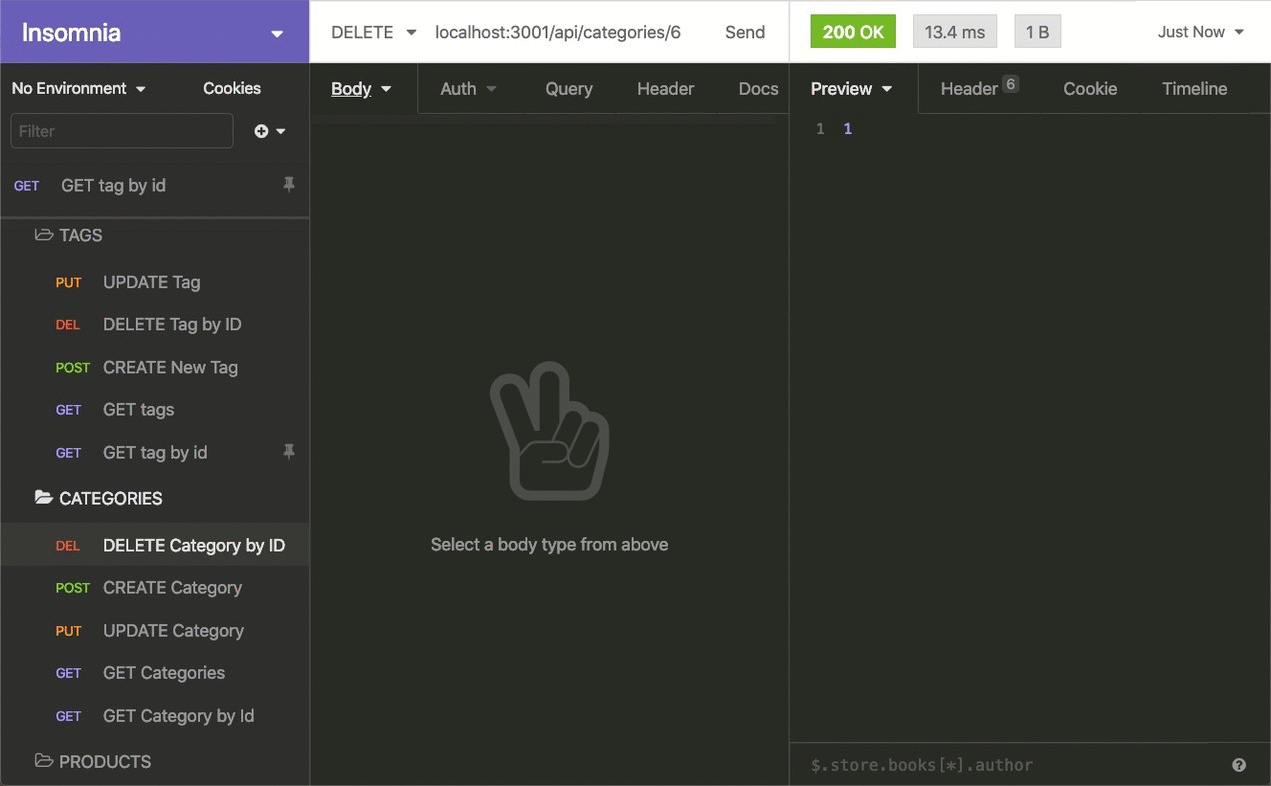 Insomnia
DELETE localhost:3001/api/categories/6 Send
200 OK 13.4 ms 1 B Just Now
No Environment Cookies
Body Auth Query Header Docs
Preview Header 6 Cookie Timeline
Filter
1 1
GET GET tag by id
TAGS
PUT UPDATE Tag
DEL DELETE Tag by ID
POST CREATE New Tag
GET GET tags
GET GET tag by id
CATEGORIES
DEL DELETE Category by ID
POST CREATE Category
PUT UPDATE Category
GET GET Categories
GET GET Category by Id
PRODUCTS
Select a body type from above
$.store.books[*].author
?